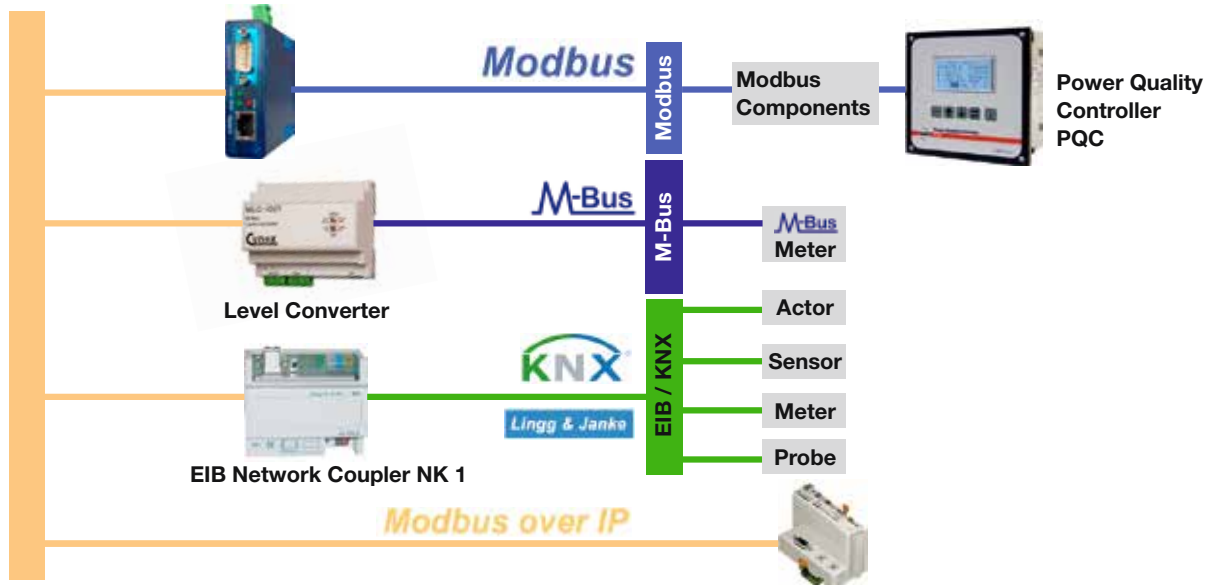 Modbus
Modbus
Modbus
Components
Power Quality
Controller
PQC
M-Bus
M-Bus
M-Bus
Meter
Level Converter
KNX
Lingg & Janke
EIB / KNX
Actor
Sensor
Meter
Probe
EIB Network Coupler NK 1
Modbus over IP